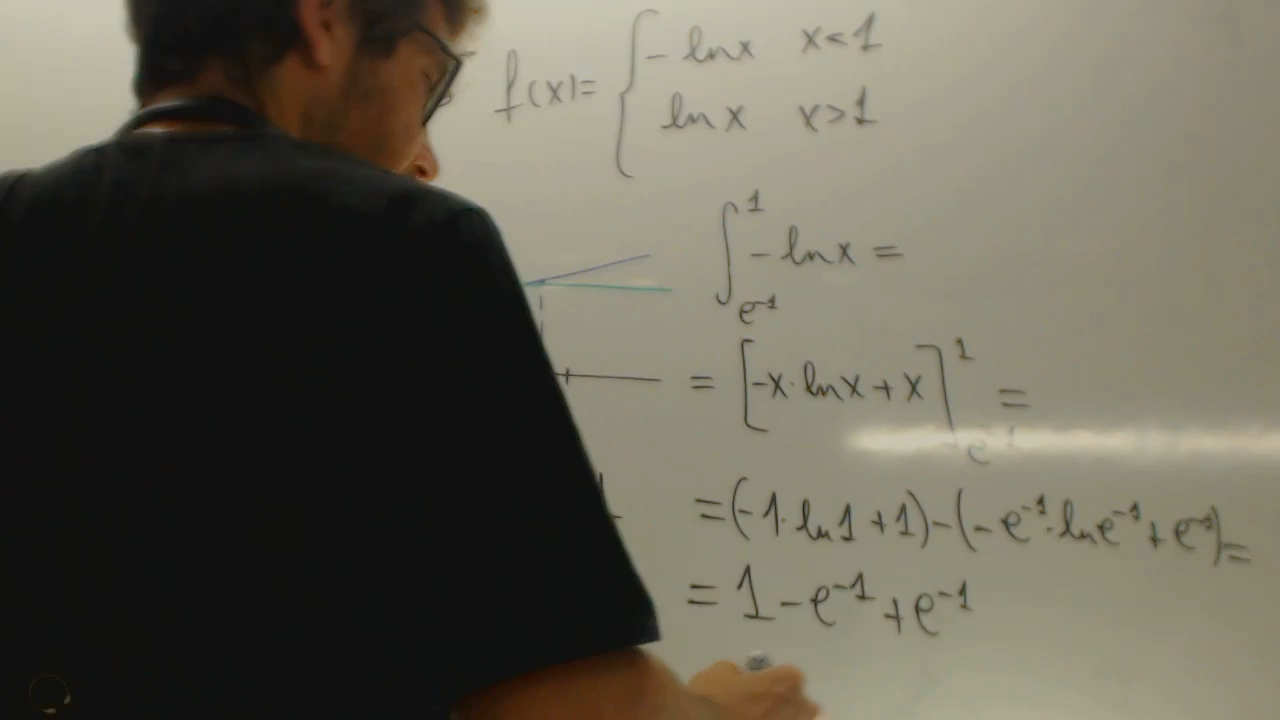 f(x)= { -ln x  x<1
ln x  x>1
∫_{e^{-1}}^{1} -ln x =
= [-x·ln x + x]_{e^{-1}}^{1} =
= (-1·ln 1 + 1) - (-e^{-1}·ln e^{-1} + e^{-1}) =
= 1 - e^{-1} + e^{-1}